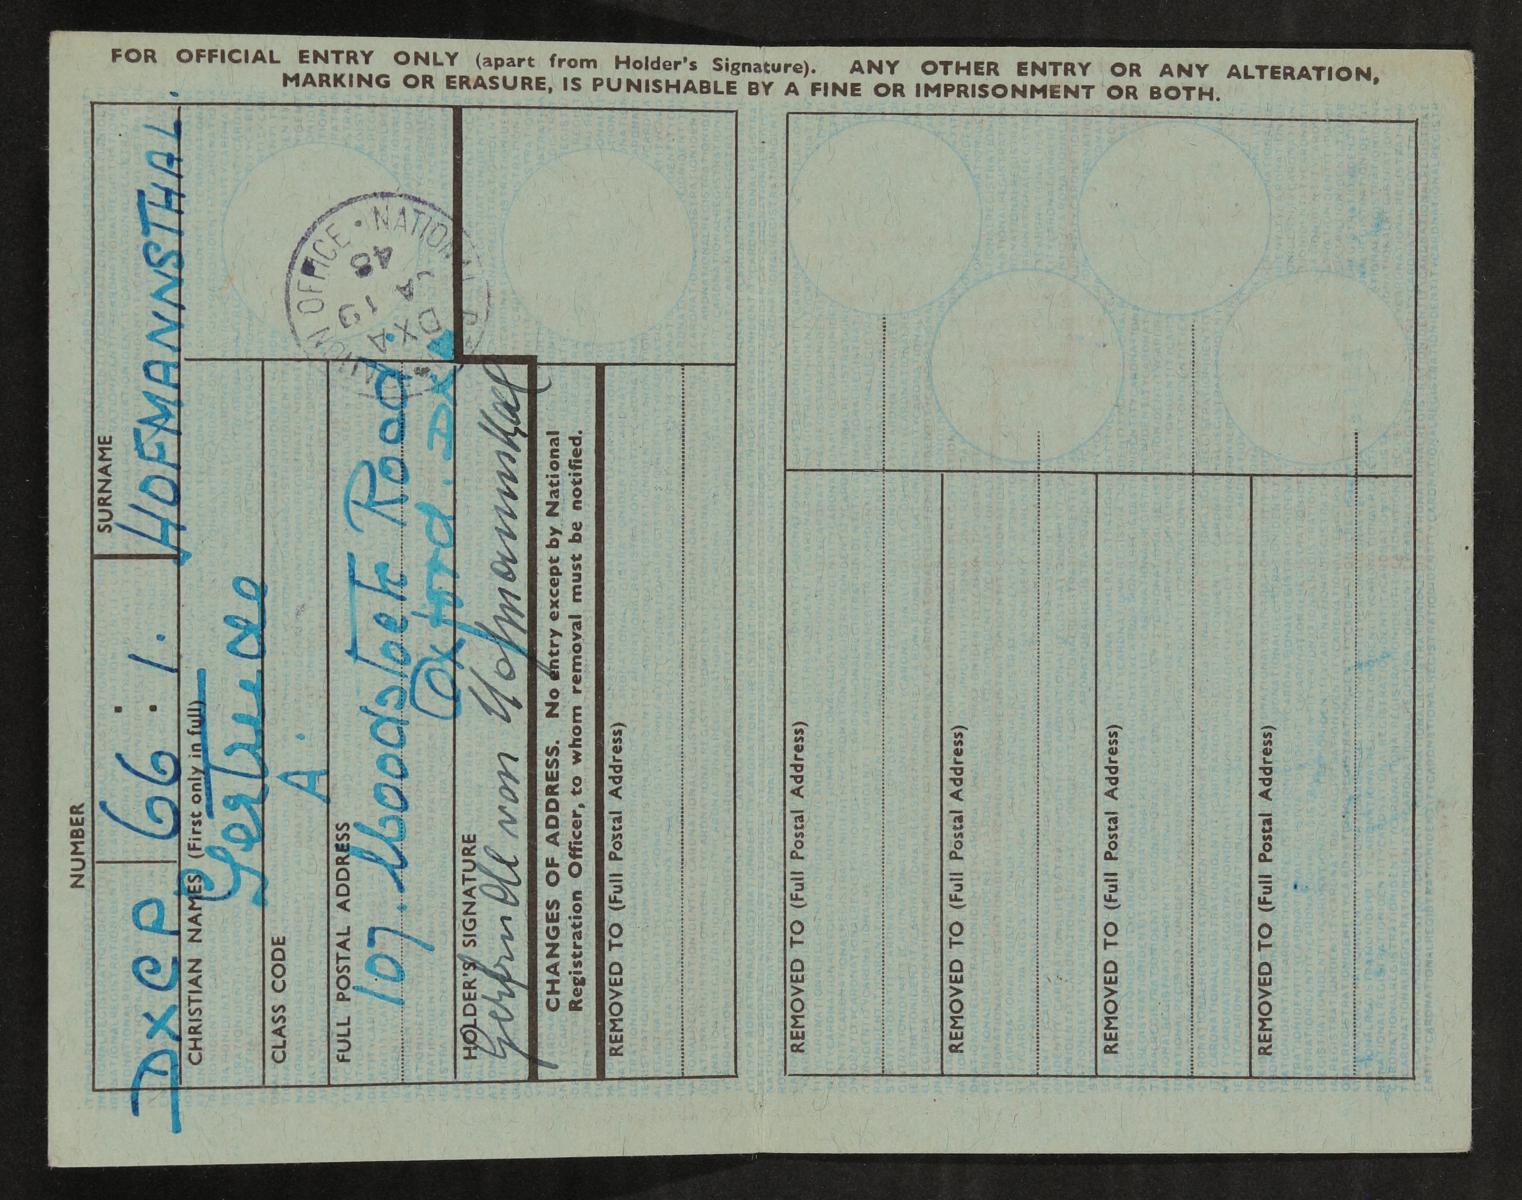 FOR OFFICIAL ENTRY ONLY (apart from Holder's Signature). ANY OTHER ENTRY OR ANY ALTERATION,
MARKING OR ERASURE, IS PUNISHABLE BY A FINE OR IMPRISONMENT OR BOTH.
NUMBER
SURNAME
DXCP 66 : 1. HOFMANNSTHAL.
CHRISTIAN NAMES (First only in full)
Gertrude
CLASS CODE
A.
FULL POSTAL ADDRESS
107. Woodstock Road.
Oxford.
HOLDER'S SIGNATURE
von Hofmannsthal
NATIONAL
OFFICE
DXA
19 JA
48
CHANGES OF ADDRESS. No entry except by National
Registration Officer, to whom removal must be notified.
REMOVED TO (Full Postal Address)
REMOVED TO (Full Postal Address)
REMOVED TO (Full Postal Address)
REMOVED TO (Full Postal Address)
REMOVED TO (Full Postal Address)